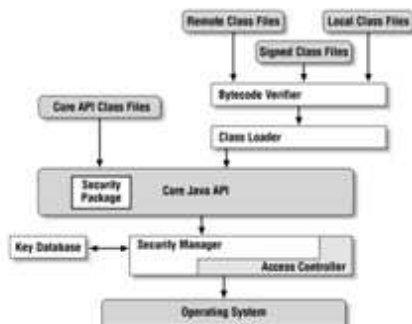 Remote Class Files
Local Class Files
Signed Class Files
Bytecode Verifier
Core API Class Files
Class Loader
Security
Package
Core Java API
Key Database
Security Manager
Access Controller
Operating System